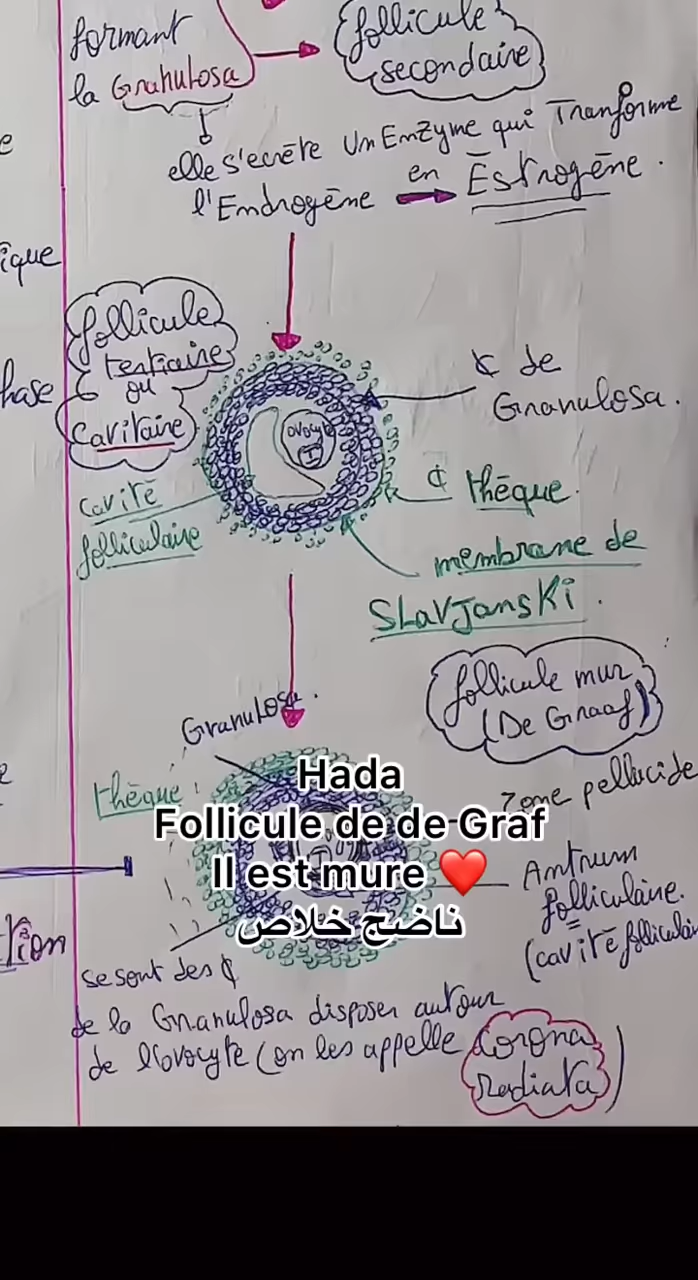 formant
la Granulosa
follicule
secondaire
elle s'ecrète Un Enzyme qui Tranforme
l'Endrogène en Estrogène.
ique
follicule
tertiaire
ou
Cavitaire
hase
ovocyte
I
¢ de
Granulosa.
cavité
folliculaire
¢ thèque.
membrane de
Slavjanski.
follicule mur
(De Graaf)
Granulosa.
thèque
Zone pellucide
Hada
Follicule de de Graf
Il est mure ❤️
ناضج خلاص
Antrum
folliculaire.
=
(cavité folliculai
tion
se sont des ¢
de la Granulosa disposer autour
de l'ovocyte (on les appelle Corona
radiata)